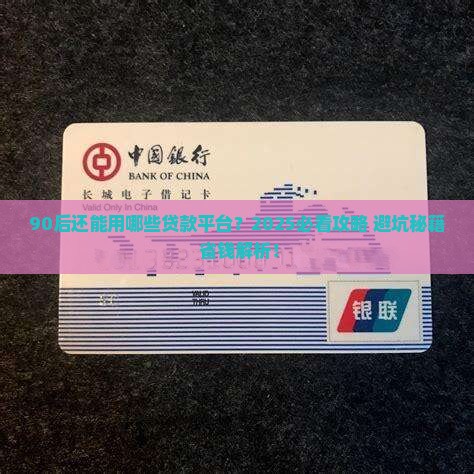 中国银行
BANK OF CHINA
长城电子借记卡
Valid Only In China
90后还能用哪些贷款平台？2025必看攻略 避坑秘籍
省钱解析！
VALID
THRU
银联